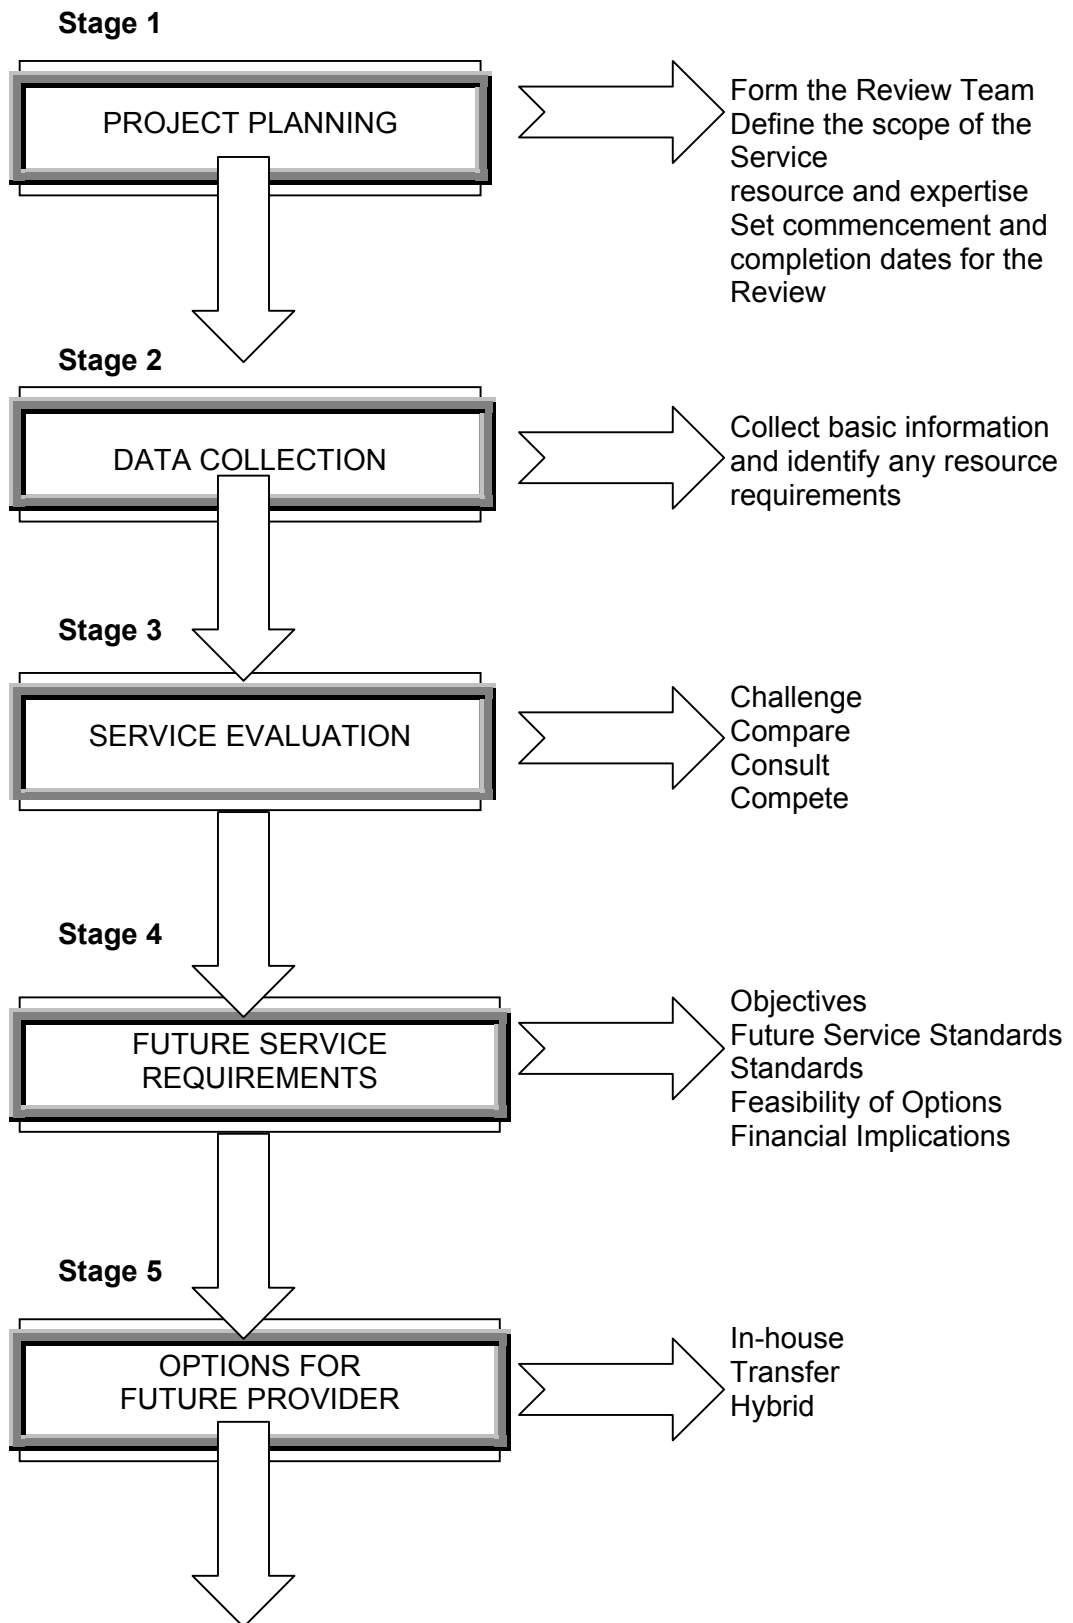 Stage 1
PROJECT PLANNING
Form the Review Team
Define the scope of the
Service
resource and expertise
Set commencement and
completion dates for the
Review
Stage 2
DATA COLLECTION
Collect basic information
and identify any resource
requirements
Stage 3
SERVICE EVALUATION
Challenge
Compare
Consult
Compete
Stage 4
FUTURE SERVICE
REQUIREMENTS
Objectives
Future Service Standards
Standards
Feasibility of Options
Financial Implications
Stage 5
OPTIONS FOR
FUTURE PROVIDER
In-house
Transfer
Hybrid